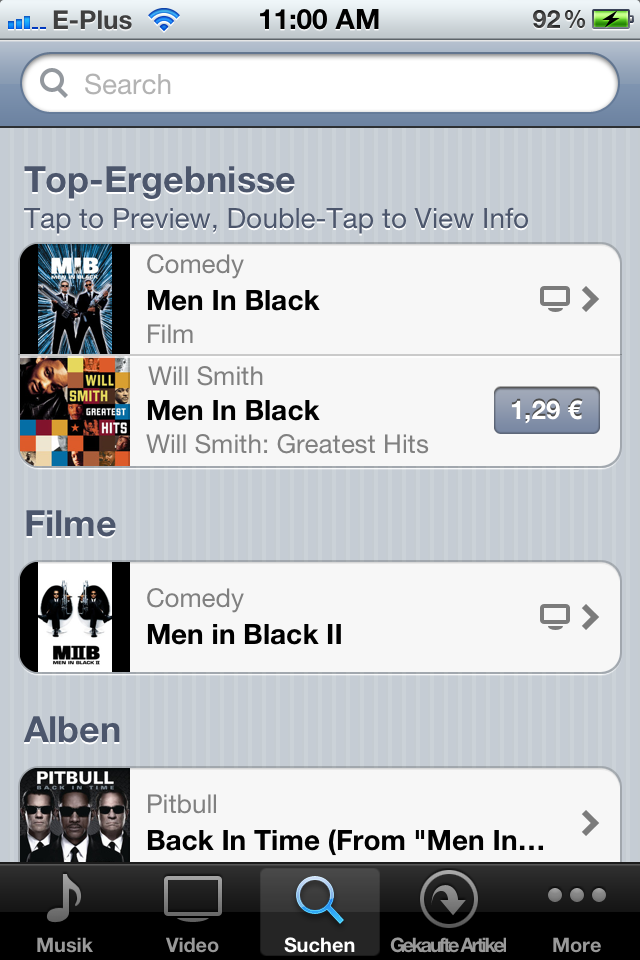 E-Plus 11:00 AM 92 %
Search
Top-Ergebnisse
Tap to Preview, Double-Tap to View Info
MIB
MEN IN BLACK
Comedy
Men In Black
Film
WILL
SMITH
GREATEST
HITS
Will Smith
Men In Black
Will Smith: Greatest Hits
1,29 €
Filme
MIIB
MEN IN BLACK II
Comedy
Men in Black II
Alben
PITBULL
BACK IN TIME
Pitbull
Back In Time (From "Men In...
Musik Video Suchen Gekaufte Artikel More